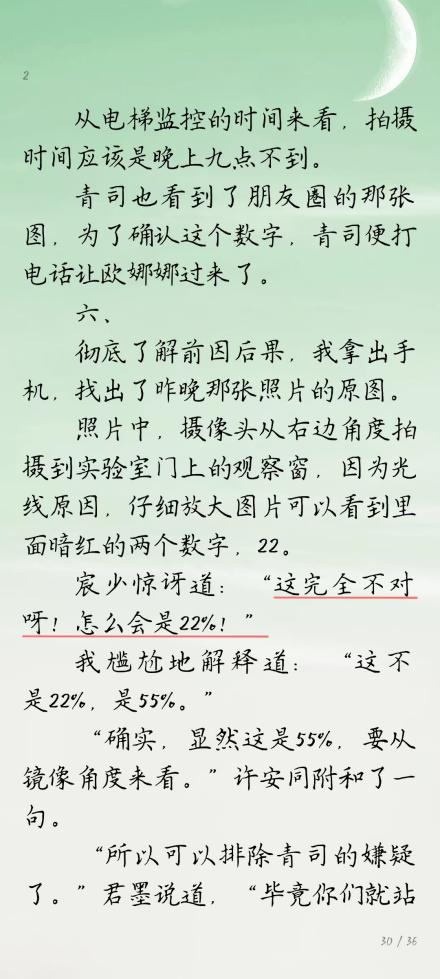 2
从电梯监控的时间来看，拍摄
时间应该是晚上九点不到。
青司也看到了朋友圈的那张
图，为了确认这个数字，青司便打
电话让欧娜娜过来了。
六、
彻底了解前因后果，我拿出手
机，找出了昨晚那张照片的原图。
照片中，摄像头从右边角度拍
摄到实验室门上的观察窗，因为光
线原因，仔细放大图片可以看到里
面暗红的两个数字，22。
宸少惊讶道：“这完全不对
呀！怎么会是22%！”
我尴尬地解释道：“这不
是22%，是55%。”
“确实，显然这是55%，要从
镜像角度来看。”许安同附和了一
句。
“所以可以排除青司的嫌疑
了。”君墨说道，“毕竟你们就站
30 / 36